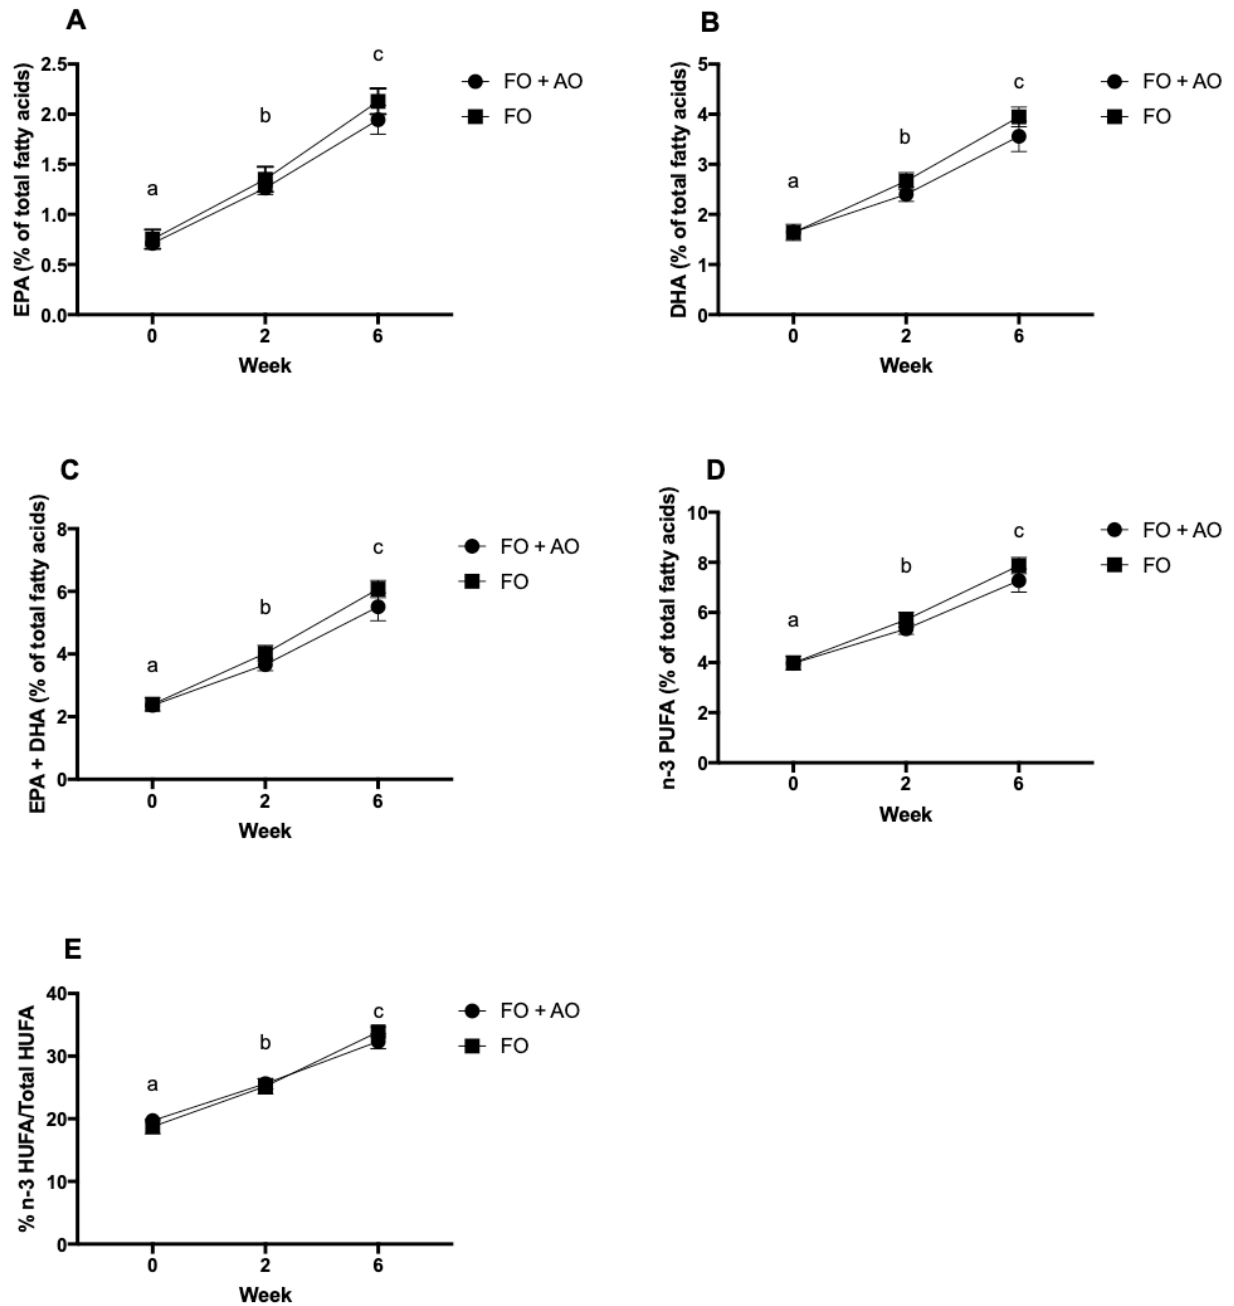 A
EPA (% of total fatty acids)
2.5
2.0
1.5
1.0
0.5
0.0
a
b
c
0
2
6
Week
FO + AO
FO
B
DHA (% of total fatty acids)
5
4
3
2
1
0
a
b
c
0
2
6
Week
FO + AO
FO
C
EPA + DHA (% of total fatty acids)
8
6
4
2
0
a
b
c
0
2
6
Week
FO + AO
FO
D
n-3 PUFA (% of total fatty acids)
10
8
6
4
2
0
a
b
c
0
2
6
Week
FO + AO
FO
E
% n-3 HUFA/Total HUFA
40
30
20
10
0
a
b
c
0
2
6
Week
FO + AO
FO